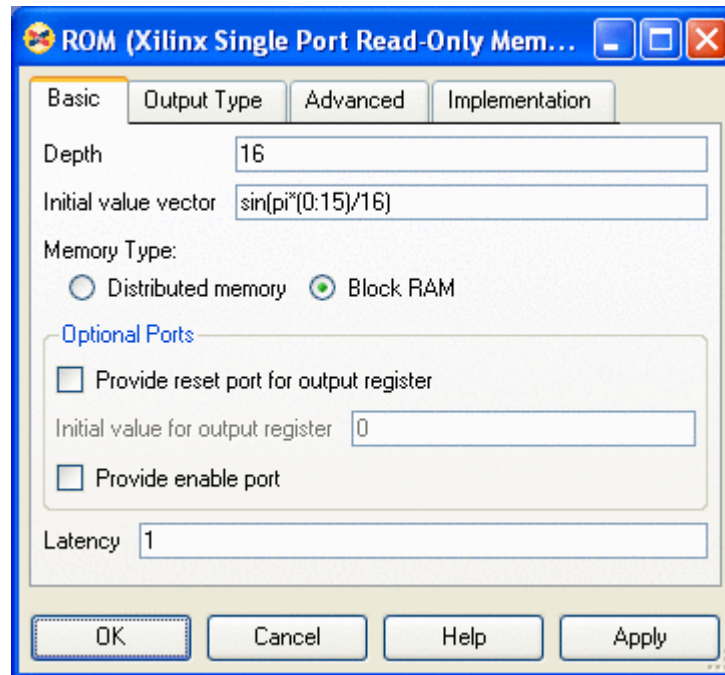 ROM (Xilinx Single Port Read-Only Mem...
Basic Output Type Advanced Implementation
Depth 16
Initial value vector sin(pi*(0:15)/16)
Memory Type:
Distributed memory Block RAM
Optional Ports
Provide reset port for output register
Initial value for output register 0
Provide enable port
Latency 1
OK Cancel Help Apply